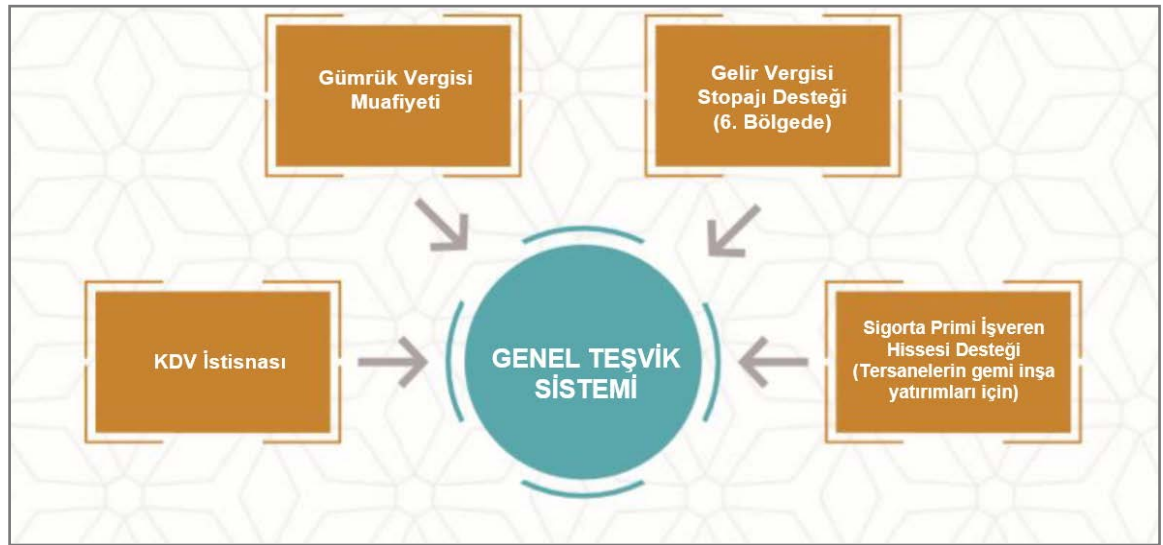 Gümrük Vergisi
Muafiyeti
Gelir Vergisi
Stopajı Desteği
(6. Bölgede)
KDV İstisnası
GENEL TEŞVİK
SİSTEMİ
Sigorta Primi İşveren
Hissesi Desteği
(Tersanelerin gemi inşa
yatırımları için)